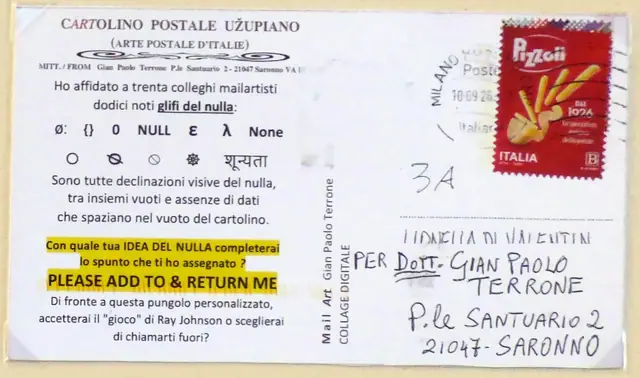 CARTOLINO POSTALE UŽUPIANO
(ARTE POSTALE D'ITALIE)
MITT. / FROM Gian Paolo Terrone P.le Santuario 2 - 21047 Saronno VA
Ho affidato a trenta colleghi mailartisti
dodici noti glifi del nulla:
ø: {} 0 NULL ε λ None
शून्यता
Sono tutte declinazioni visive del nulla,
tra insiemi vuoti e assenze di dati
che spaziano nel vuoto del cartolino.
Con quale tua IDEA DEL NULLA completerai
lo spunto che ti ho assegnato ?
PLEASE ADD TO & RETURN ME
Di fronte a questa pungolo personalizzato,
accetterai il "gioco" di Ray Johnson o sceglierai
di chiamarti fuori?
Mail Art Gian Paolo Terrone
COLLAGE DIGITALE
MILANO
Poste
Italiane
Pizzoli
DAL
1926
ITALIA
B
3A
DI VALENTIN
PER DOTT. GIAN PAOLO
TERRONE
P.le SANTUARIO 2
21047 - SARONNO